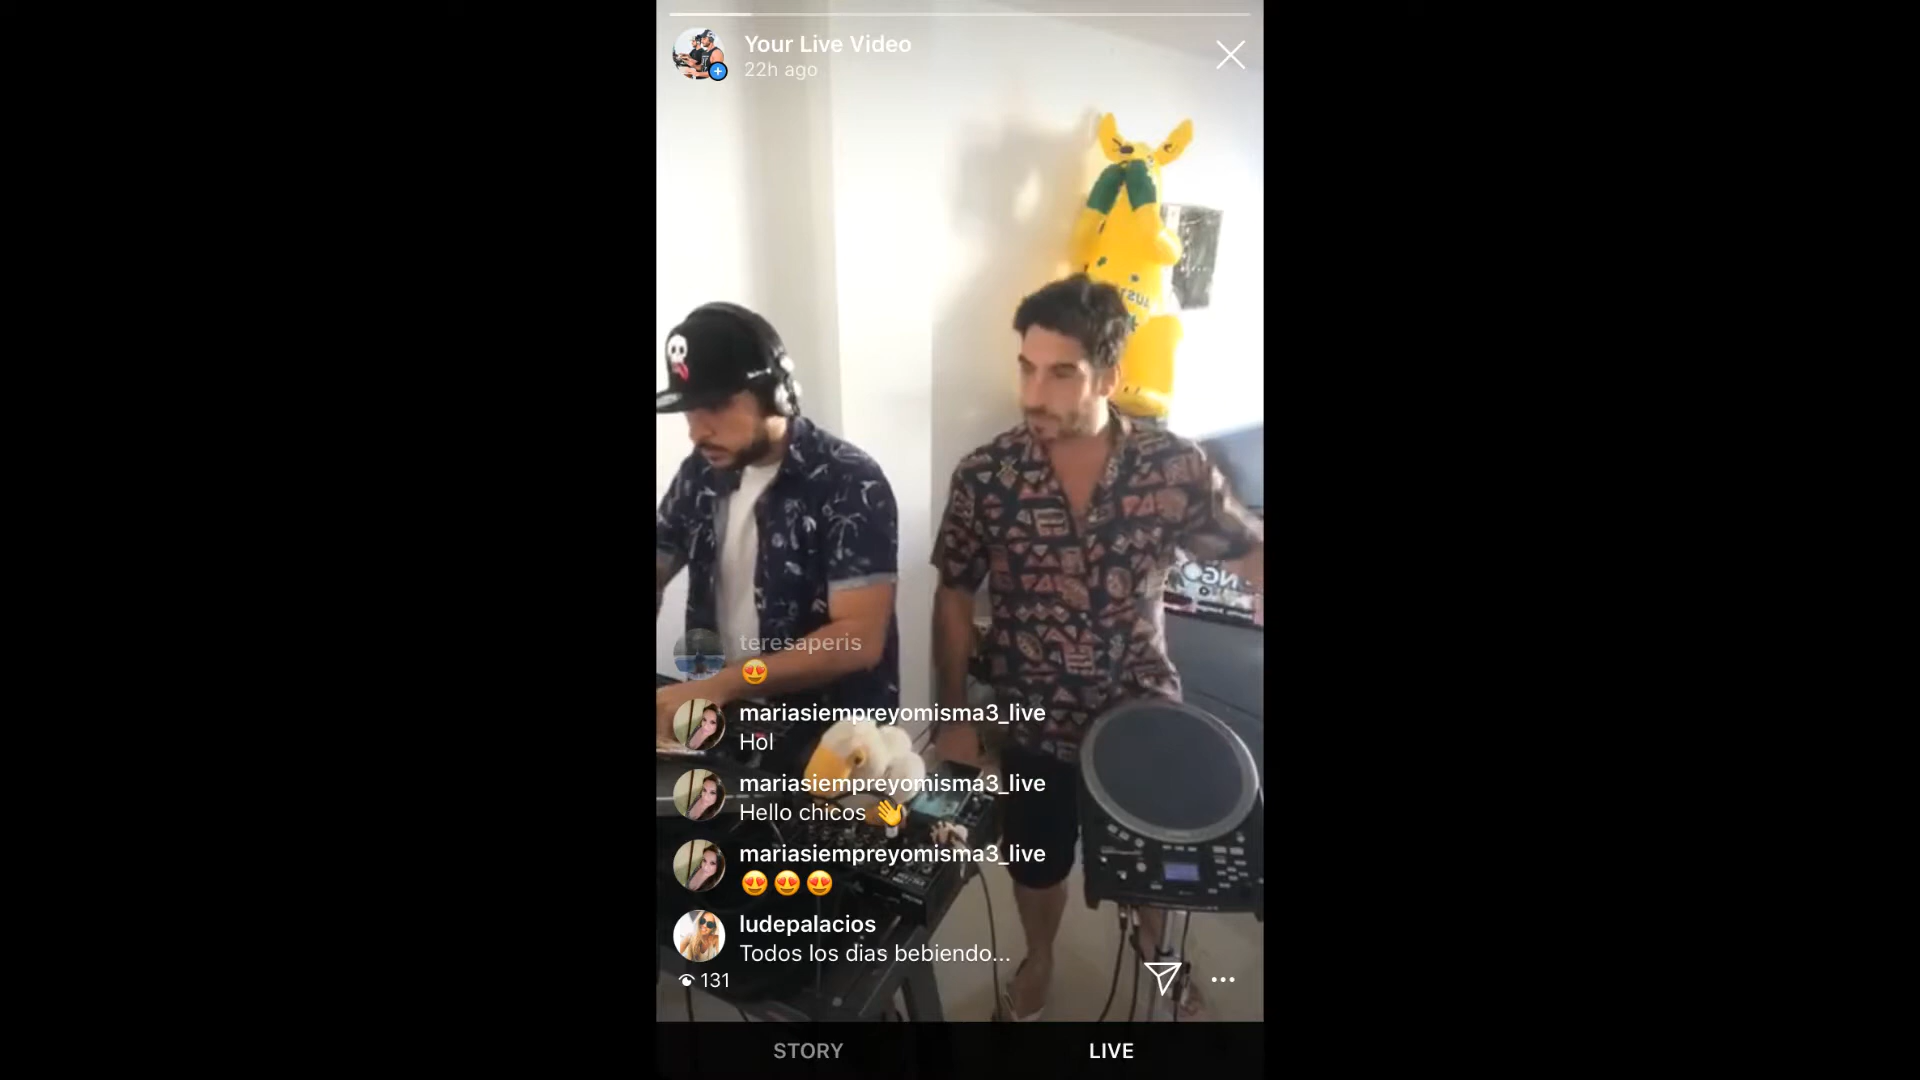 Your Live Video
22h ago
teresaperis
😍
mariasiempreyomisma3_live
Hol
mariasiempreyomisma3_live
Hello chicos 👋
mariasiempreyomisma3_live
😍😍😍
ludepalacios
Todos los dias bebiendo...
131
STORY
LIVE